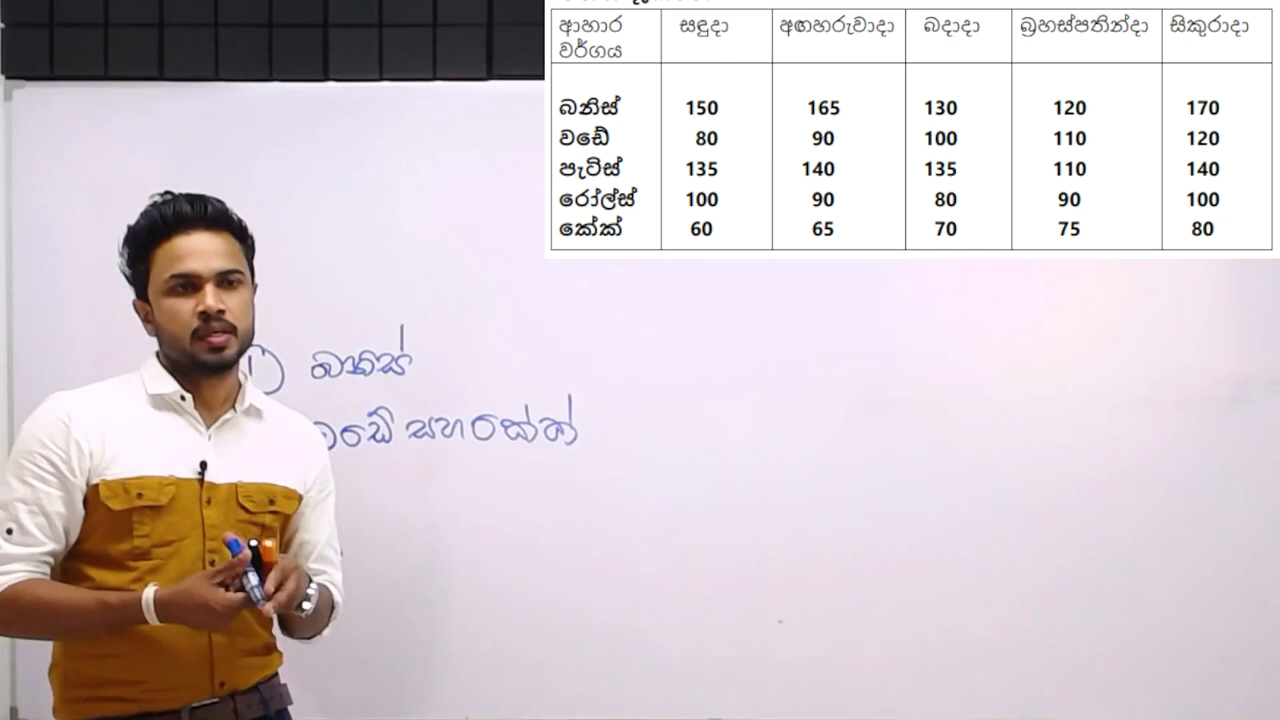 ආහාර වර්ගය සඳුදා අඟහරුවාදා බදාදා බ්‍රහස්පතින්දා සිකුරාදා
බනිස් 150 165 130 120 170
වඩේ 80 90 100 110 120
පැටිස් 135 140 135 110 140
රෝල්ස් 100 90 80 90 100
කේක් 60 65 70 75 80
වඩේ සහ කේක්